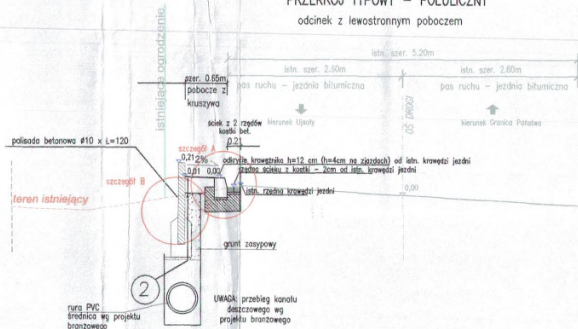 PRZEKRÓJ TYPOWY – PÓŁULICZNY
odcinek z lewostronnym poboczem
istn. szer. 5.20m
istn. szer. 2.60m
istn. szer. 2.60m
pas ruchu – jezdnia bitumiczna
pas ruchu – jezdnia bitumiczna
kierunek Ujsoły
kierunek Granica Państwa
OŚ DROGI
istniejące ogrodzenie
szer. 0.65m
pobocze z
kruszywa
ściek z 2 rzędów
kostki bet.
0.21
palisada betonowa ø10 x L=120
szczegół A
0,21
2%
0,01
0,00
odkrycie krawężnika h=12 cm (h=4cm na zjazdach) od istn. krawędzi jezdni
rzędna ścieku z kostki – 2cm od istn. krawędzi jezdni
istn. rzędna krawędzi jezdni
0,00
szczegół B
teren istniejący
grunt zasypowy
2
rura PVC
średnica wg projektu
branżowego
UWAGA: przebieg kanału
deszczowego wg
projektu branżowego